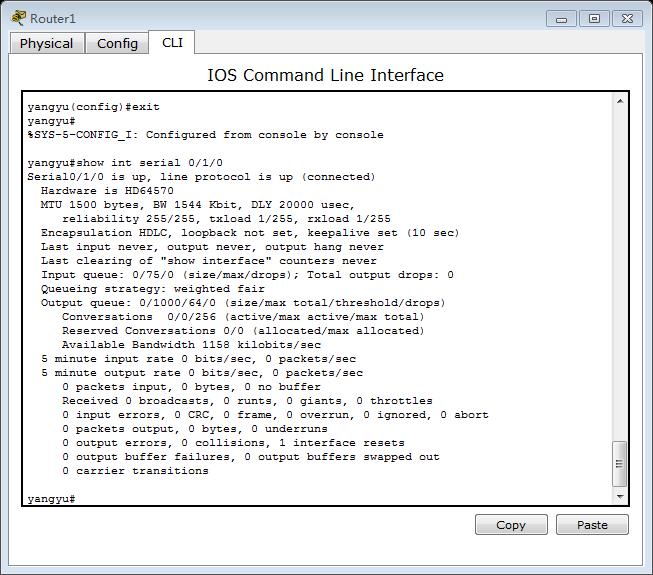 Router1
Physical Config CLI
IOS Command Line Interface
yangyu(config)#exit
yangyu#
%SYS-5-CONFIG_I: Configured from console by console
yangyu#show int serial 0/1/0
Serial0/1/0 is up, line protocol is up (connected)
  Hardware is HD64570
  MTU 1500 bytes, BW 1544 Kbit, DLY 20000 usec,
     reliability 255/255, txload 1/255, rxload 1/255
  Encapsulation HDLC, loopback not set, keepalive set (10 sec)
  Last input never, output never, output hang never
  Last clearing of "show interface" counters never
  Input queue: 0/75/0 (size/max/drops); Total output drops: 0
  Queueing strategy: weighted fair
  Output queue: 0/1000/64/0 (size/max total/threshold/drops)
     Conversations  0/0/256 (active/max active/max total)
     Reserved Conversations 0/0 (allocated/max allocated)
     Available Bandwidth 1158 kilobits/sec
  5 minute input rate 0 bits/sec, 0 packets/sec
  5 minute output rate 0 bits/sec, 0 packets/sec
     0 packets input, 0 bytes, 0 no buffer
     Received 0 broadcasts, 0 runts, 0 giants, 0 throttles
     0 input errors, 0 CRC, 0 frame, 0 overrun, 0 ignored, 0 abort
     0 packets output, 0 bytes, 0 underruns
     0 output errors, 0 collisions, 1 interface resets
     0 output buffer failures, 0 output buffers swapped out
     0 carrier transitions
yangyu#
Copy Paste